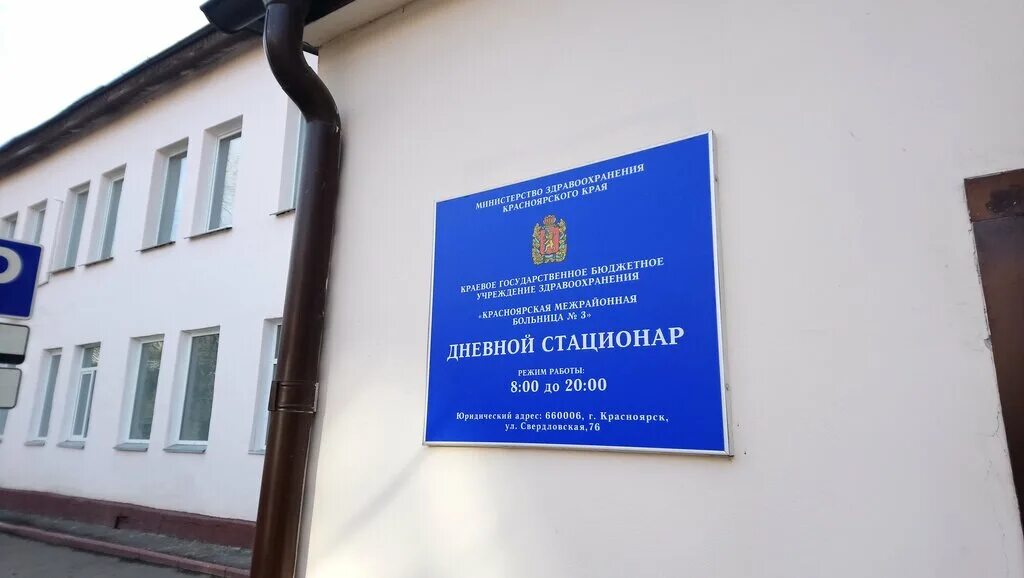 МИНИСТЕРСТВО ЗДРАВООХРАНЕНИЯ
КРАСНОЯРСКОГО КРАЯ
КРАЕВОЕ ГОСУДАРСТВЕННОЕ БЮДЖЕТНОЕ
УЧРЕЖДЕНИЕ ЗДРАВООХРАНЕНИЯ
«КРАСНОЯРСКАЯ МЕЖРАЙОННАЯ
БОЛЬНИЦА № 3»
ДНЕВНОЙ СТАЦИОНАР
РЕЖИМ РАБОТЫ:
8:00 до 20:00
Юридический адрес: 660006, г. Красноярск,
ул. Свердловская,76
P